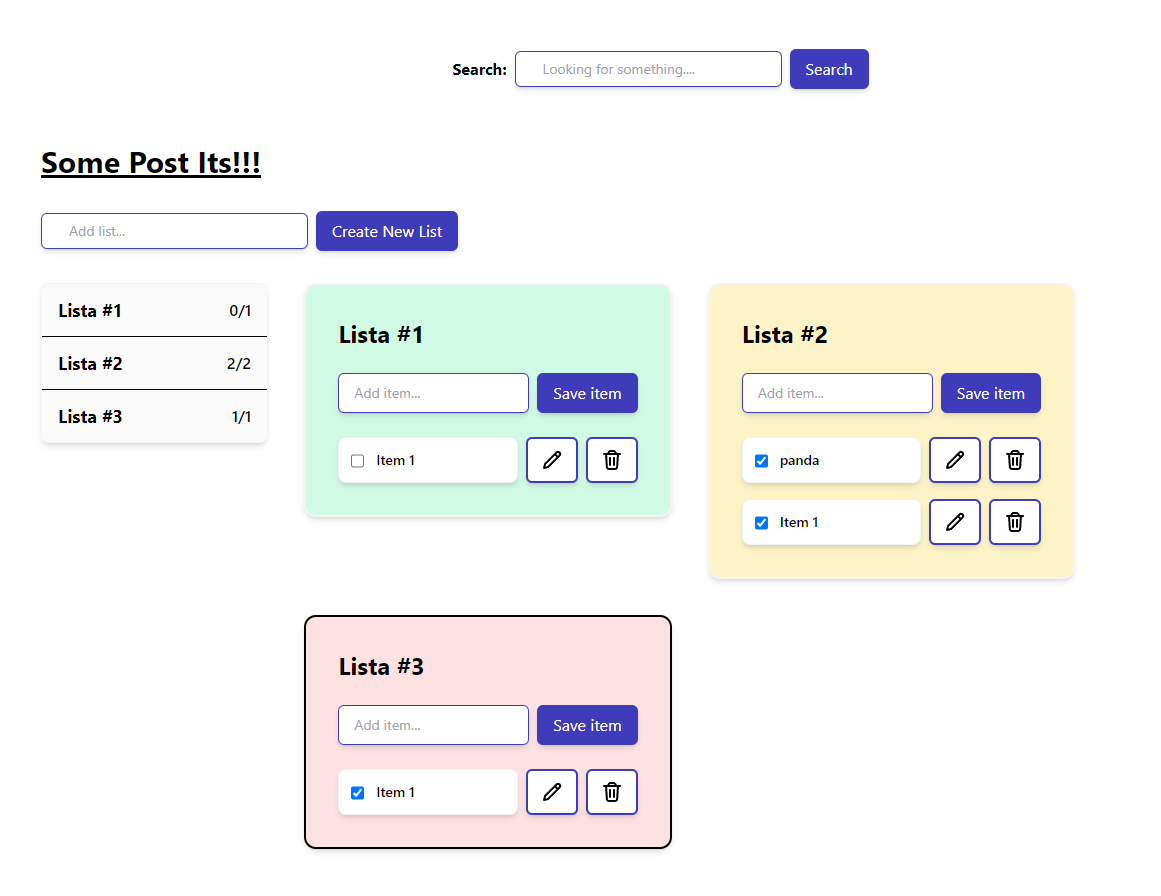 Search: Looking for something.... Search
Some Post Its!!!
Add list... Create New List
Lista #1 0/1
Lista #2 2/2
Lista #3 1/1
Lista #1
Add item... Save item
Item 1
Lista #2
Add item... Save item
panda
Item 1
Lista #3
Add item... Save item
Item 1